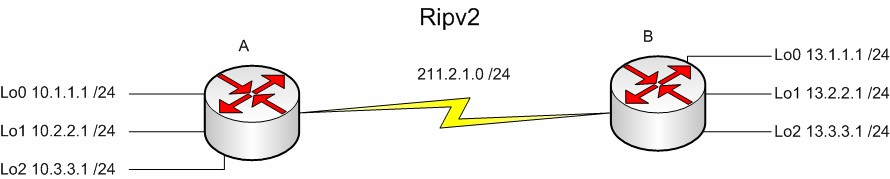 Ripv2
A
B
211.2.1.0 /24
Lo0 10.1.1.1 /24
Lo1 10.2.2.1 /24
Lo2 10.3.3.1 /24
Lo0 13.1.1.1 /24
Lo1 13.2.2.1 /24
Lo2 13.3.3.1 /24